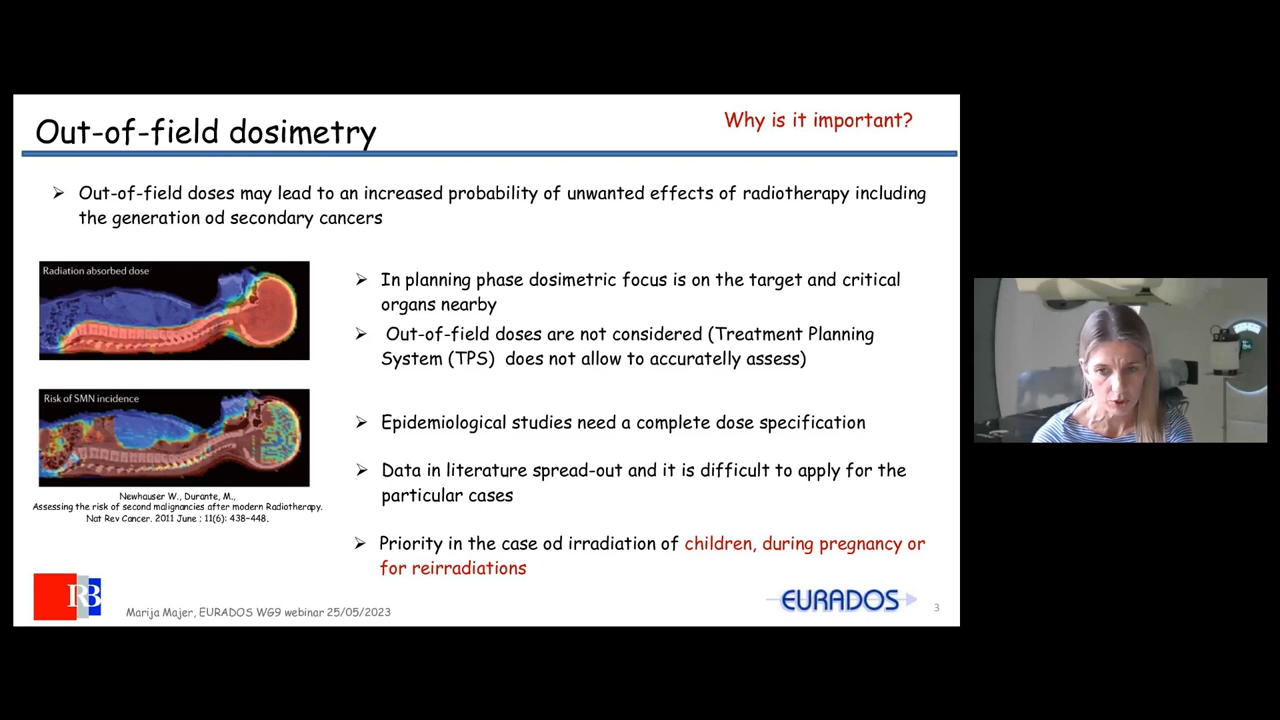 Out-of-field dosimetry
Why is it important?
➢ Out-of-field doses may lead to an increased probability of unwanted effects of radiotherapy including
the generation od secondary cancers
Radiation absorbed dose
Risk of SMN incidence
Newhauser W., Durante, M.,
Assessing the risk of second malignancies after modern Radiotherapy.
Nat Rev Cancer. 2011 June ; 11(6): 438–448.
➢ In planning phase dosimetric focus is on the target and critical
organs nearby
➢ Out-of-field doses are not considered (Treatment Planning
System (TPS) does not allow to accuratelly assess)
➢ Epidemiological studies need a complete dose specification
➢ Data in literature spread-out and it is difficult to apply for the
particular cases
➢ Priority in the case od irradiation of children, during pregnancy or
for reirradiations
IRB
Marija Majer, EURADOS WG9 webinar 25/05/2023
EURADOS
3